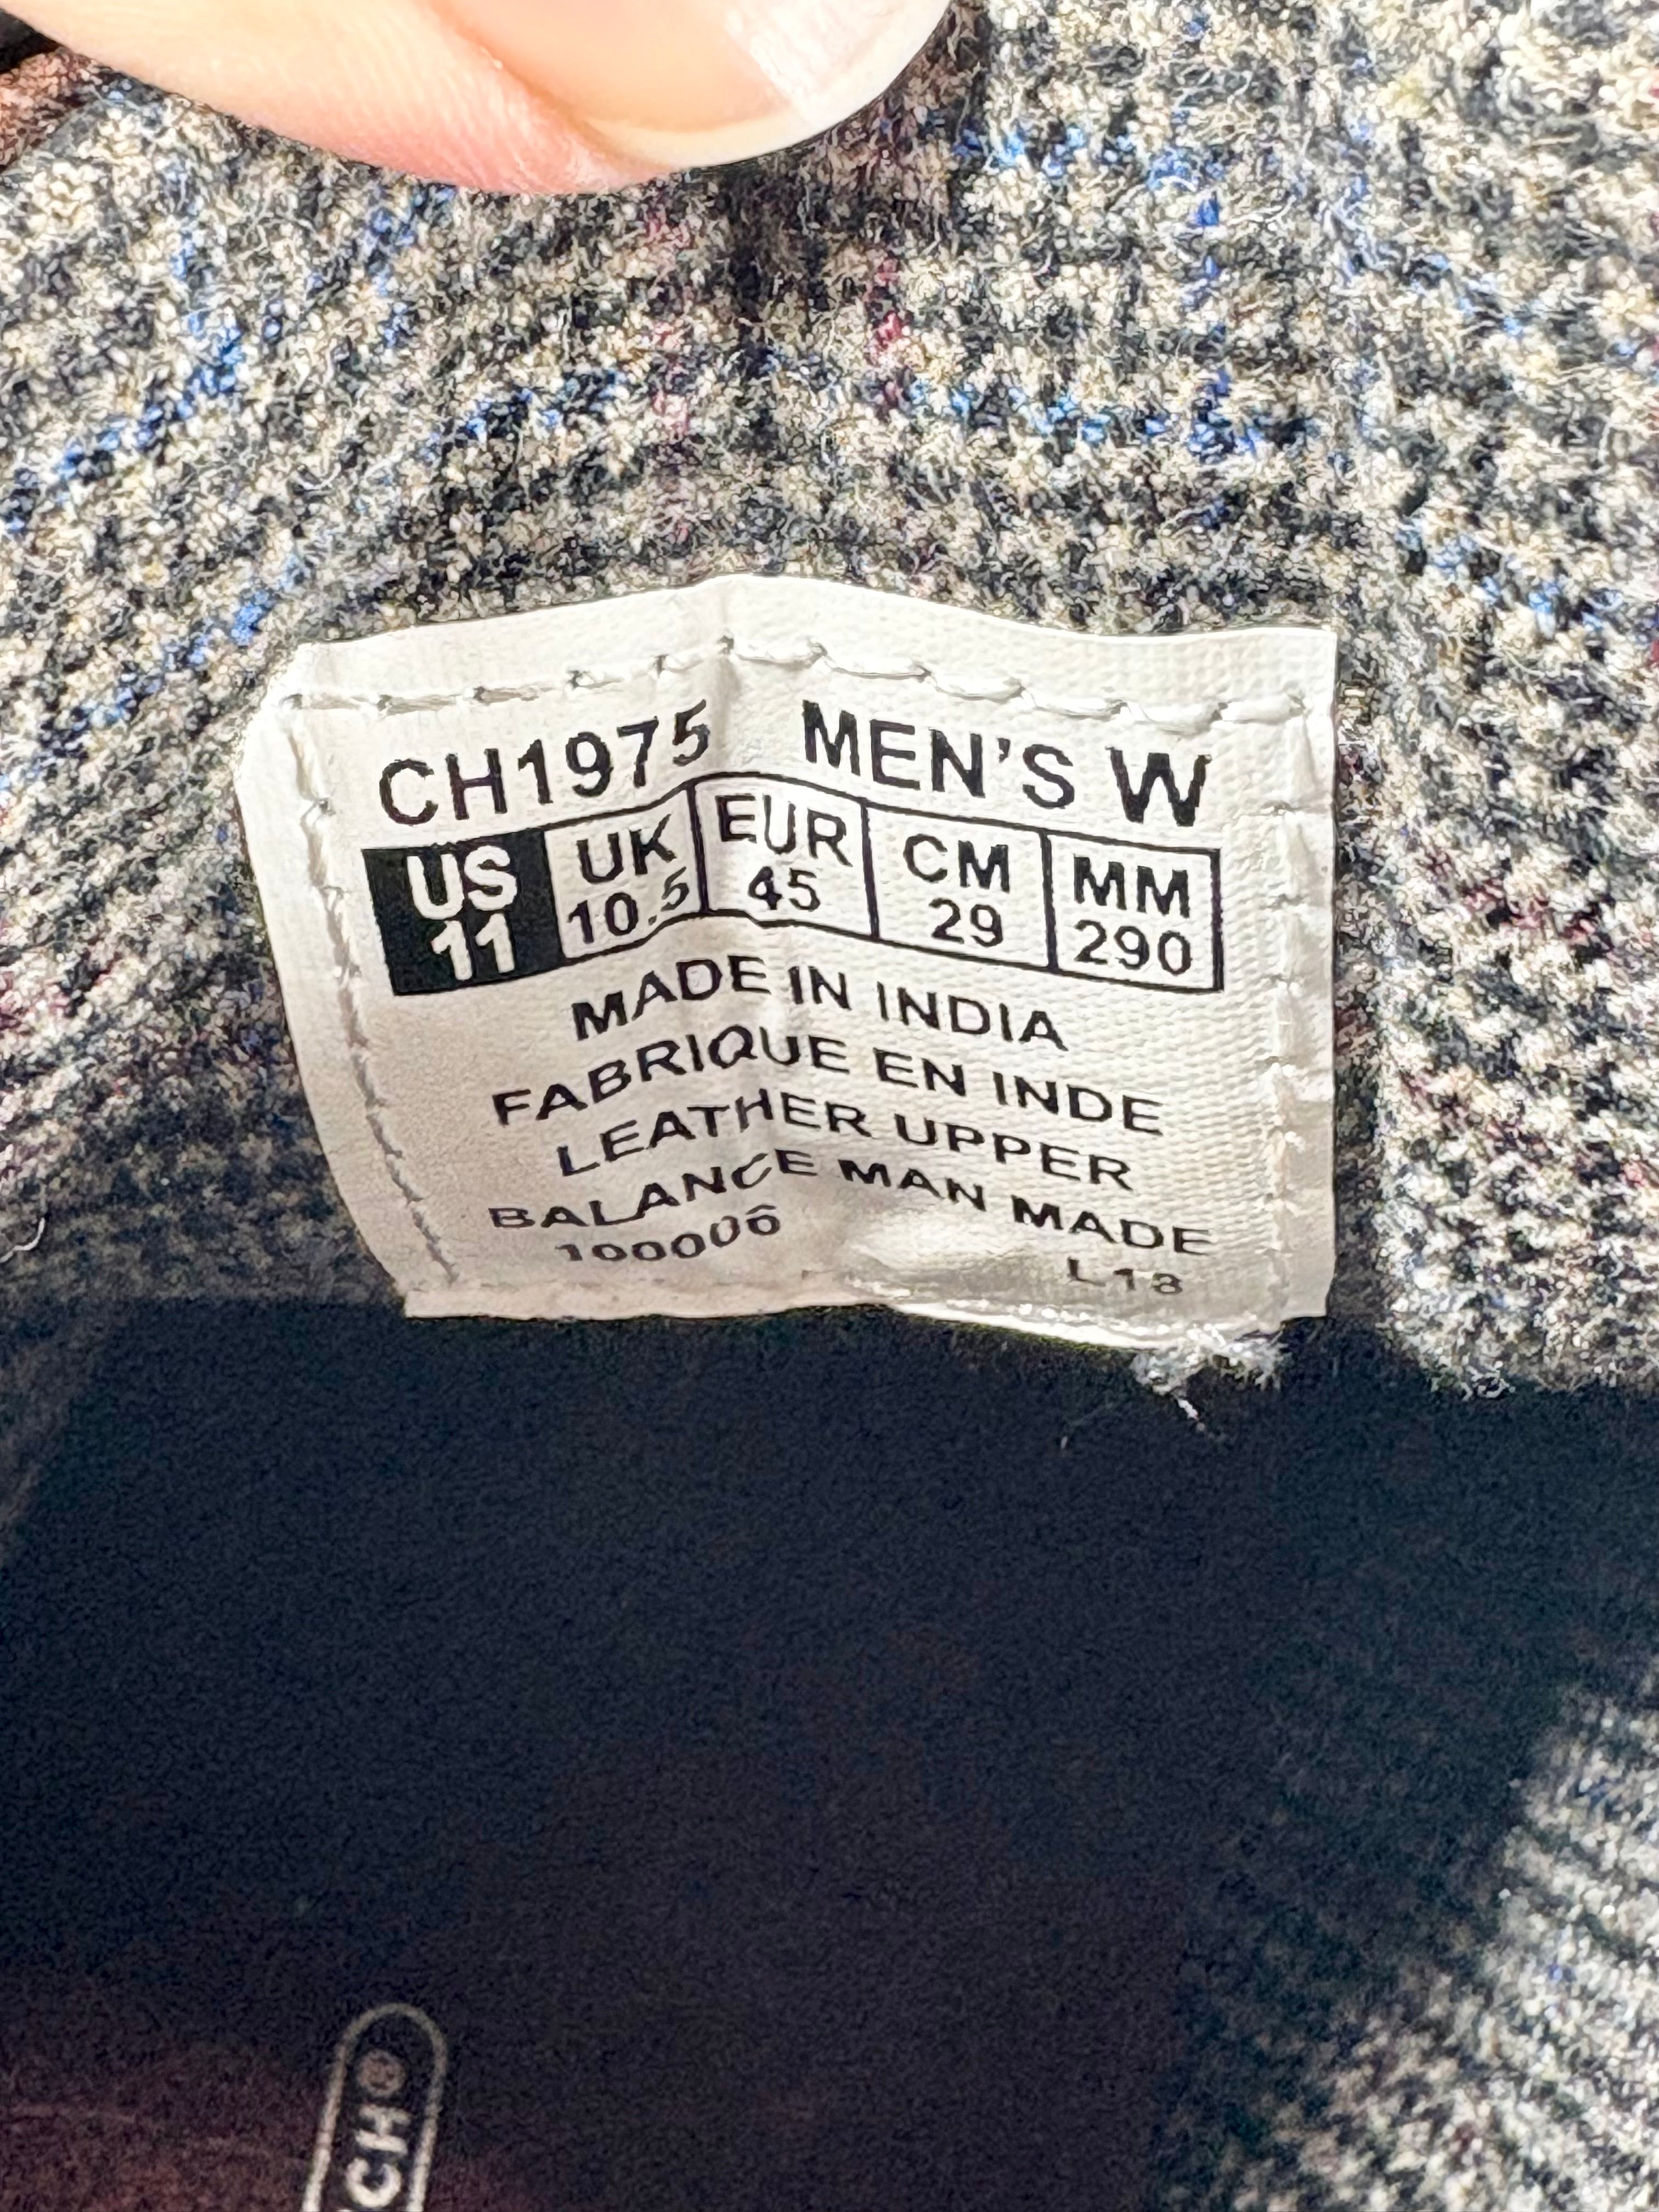 CH1975 MEN'S W
US UK EUR CM MM
11 10.5 45 29 290
MADE IN INDIA
FABRIQUE EN INDE
LEATHER UPPER
BALANCE MAN MADE
100006 L13
CH®